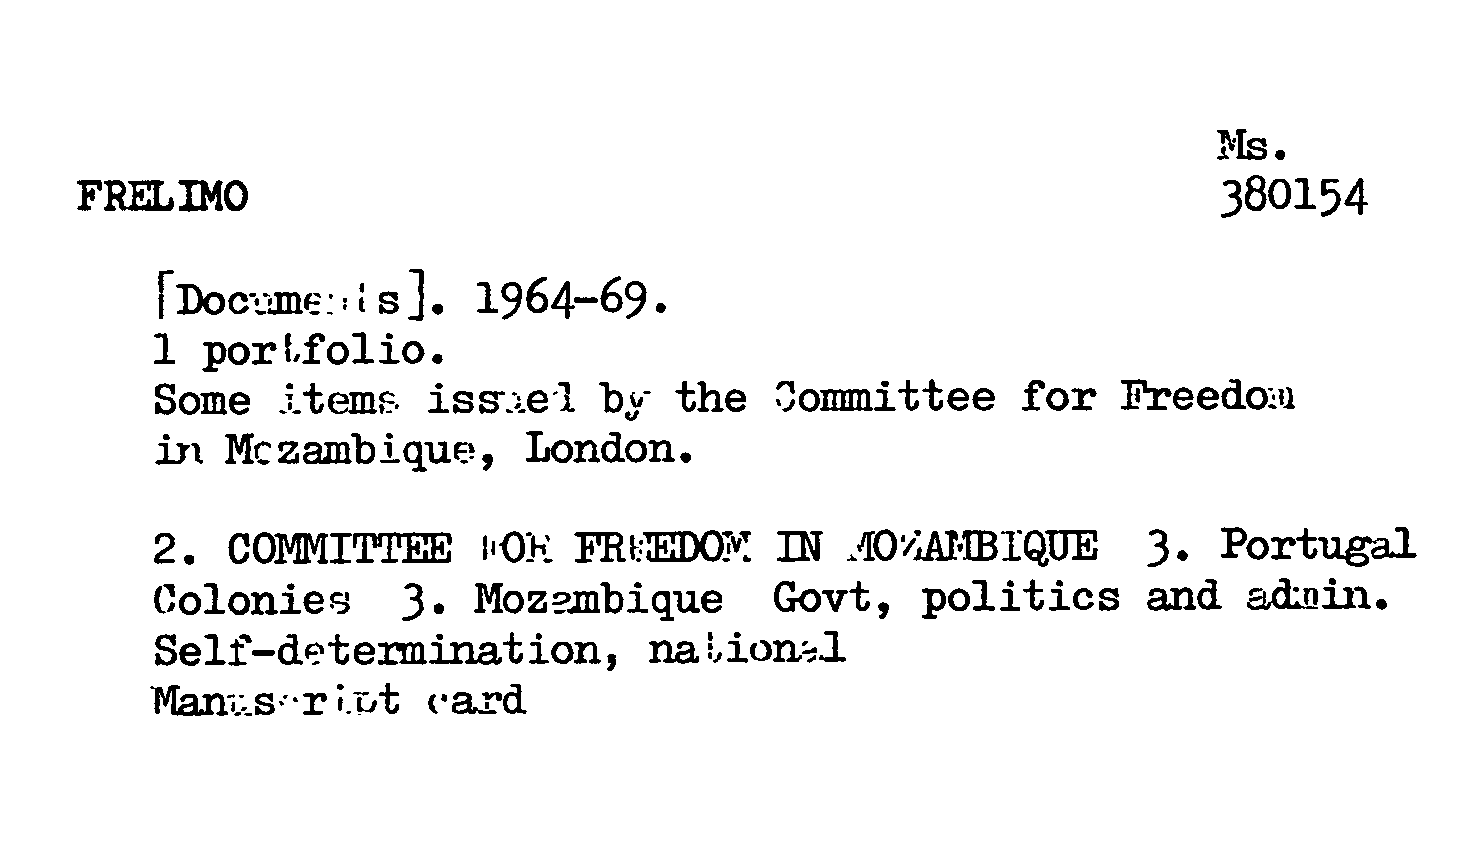 Ms.
FRELIMO 380154
[Documents]. 1964-69.
1 portfolio.
Some items issued by the Committee for Freedom
in Mozambique, London.
2. COMMITTEE FOR FREEDOM IN MOZAMBIQUE 3. Portugal
Colonies 3. Mozambique Govt, politics and admin.
Self-determination, national
Manuscript card